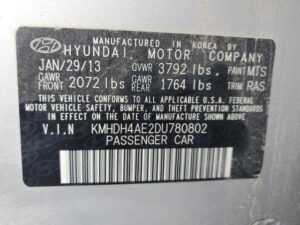 MANUFACTURED IN KOREA BY
HYUNDAI MOTOR COMPANY
JAN/29/13 GVWR 3792 lbs. PAINT MTS
GAWR FRONT 2072 lbs GAWR REAR 1764 lbs TRIM RAS
THIS VEHICLE CONFORMS TO ALL APPLICABLE U.S. FEDERAL
MOTOR VEHICLE SAFETY, BUMPER, AND THEFT PREVENTION STANDARDS
IN EFFECT ON THE DATE OF MANUFACTURE SHOWN ABOVE.
V.I.N KMHDH4AE2DU780802
PASSENGER CAR